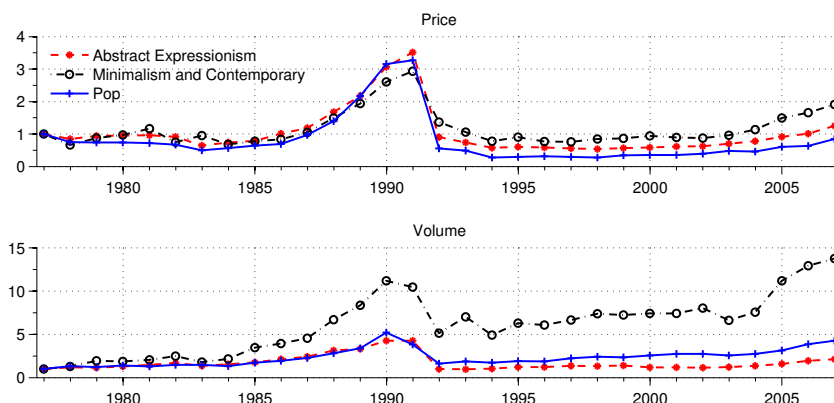 Price
4
3
2
1
0
Abstract Expressionism
Minimalism and Contemporary
Pop
1980 1985 1990 1995 2000 2005
Volume
15
10
5
0
1980 1985 1990 1995 2000 2005